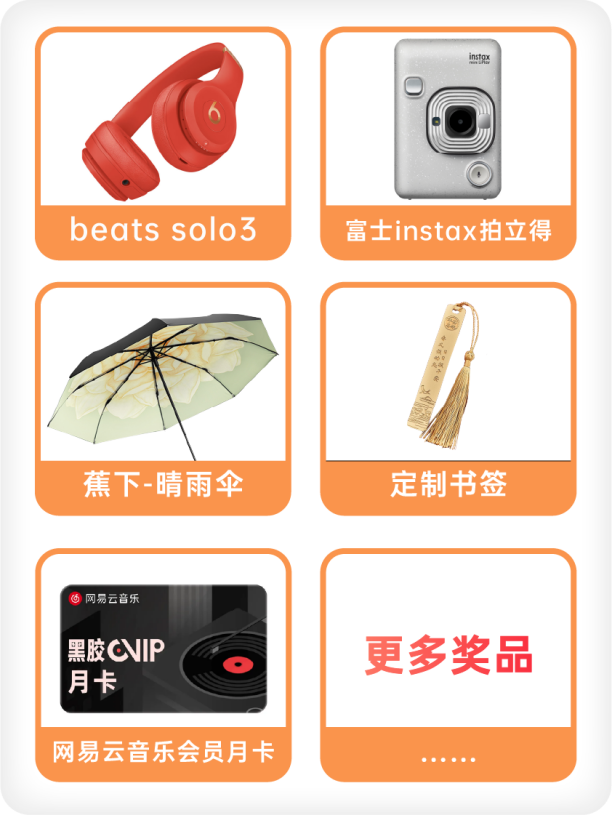 instax
beats solo3
富士instax拍立得
蕉下-晴雨伞
定制书签
网易云音乐
黑胶VIP
月卡
更多奖品
网易云音乐会员月卡
......